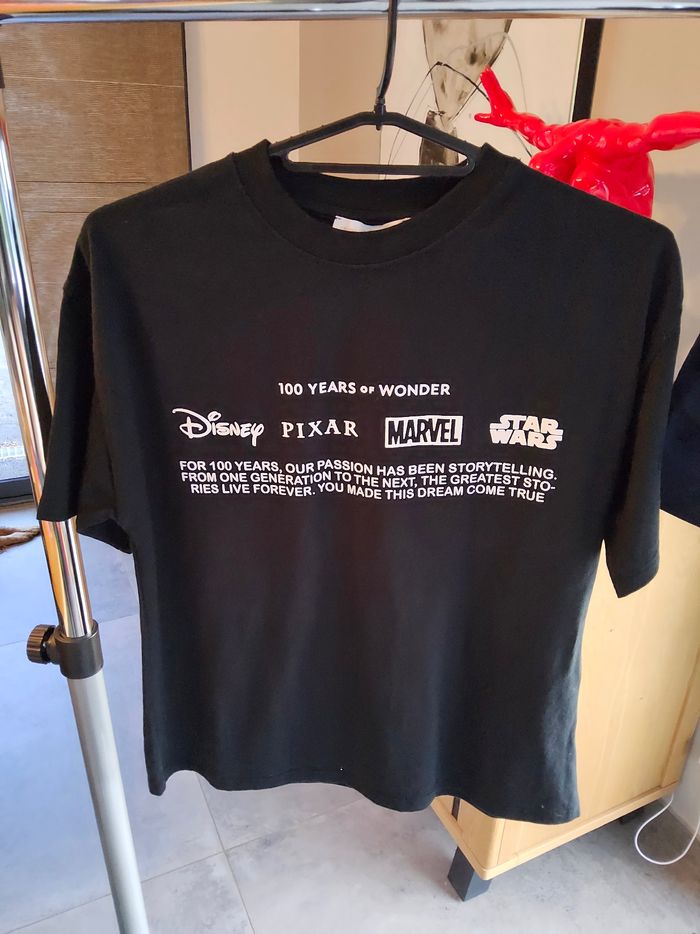 100 YEARS OF WONDER
Disney PIXAR MARVEL STAR WARS
FOR 100 YEARS, OUR PASSION HAS BEEN STORYTELLING.
FROM ONE GENERATION TO THE NEXT, THE GREATEST STO-
RIES LIVE FOREVER. YOU MADE THIS DREAM COME TRUE